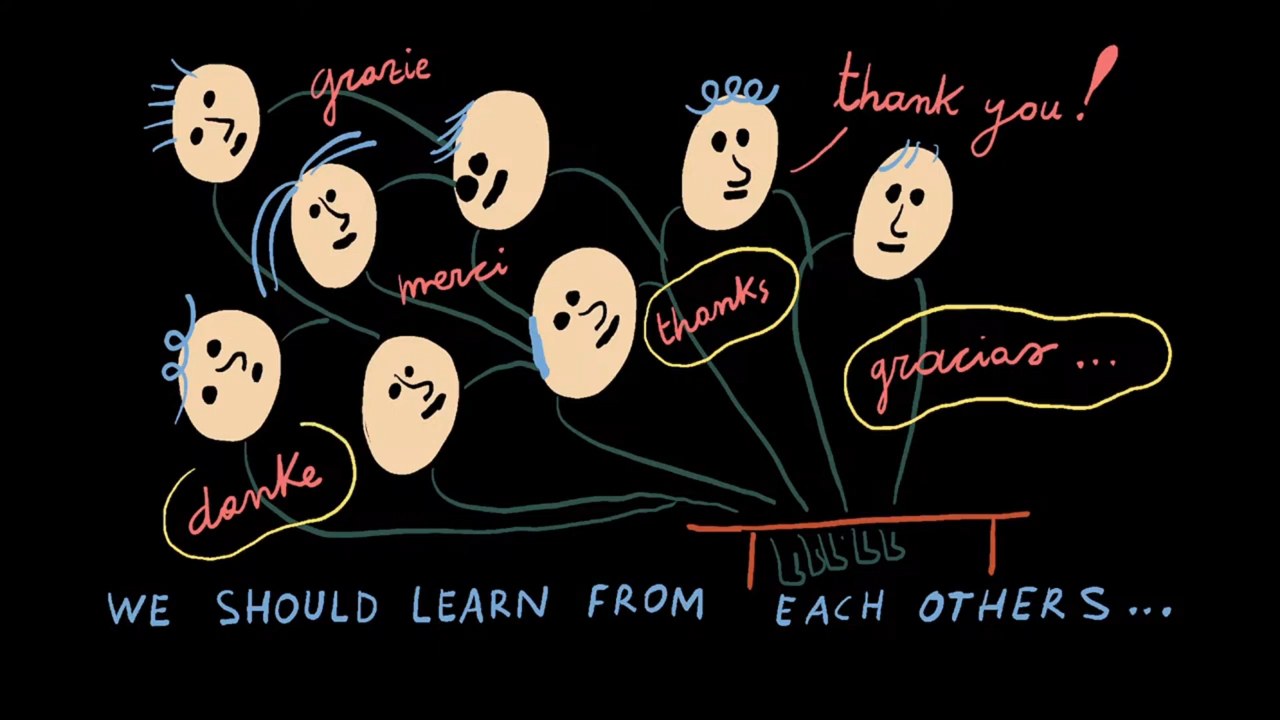 grazie
thank you!
merci
thanks
gracias ...
danke
WE SHOULD LEARN FROM EACH OTHERS...